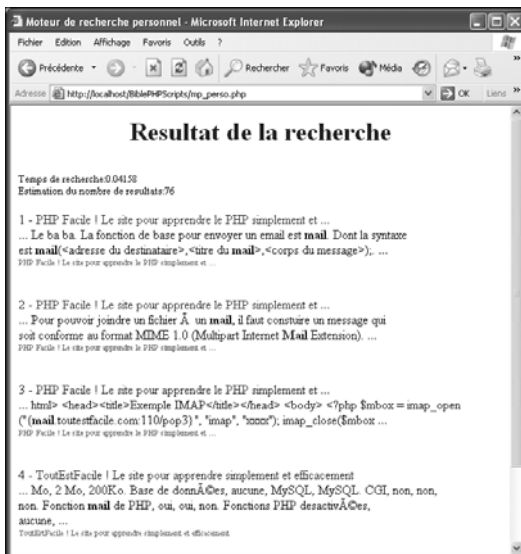 Moteur de recherche personnel - Microsoft Internet Explorer
Fichier Edition Affichage Favoris Outils ?
Précédente Rechercher Favoris Média »
Adresse http://localhost/BiblePHPScripts/mp_perso.php OK Liens »
Resultat de la recherche
Temps de recherche:0.04158
Estimation du nombre de resultats:76
1 - PHP Facile ! Le site pour apprendre le PHP simplement et ...
... Le ba ba. La fonction de base pour envoyer un email est mail. Dont la syntaxe
est mail(<adresse du destinataire>,<titre du mail>,<corps du message>);. ...
PHP Facile ! Le site pour apprendre le PHP simplement et ...
2 - PHP Facile ! Le site pour apprendre le PHP simplement et ...
... Pour pouvoir joindre un fichier Ã un mail, il faut constuire un message qui
soit conforme au format MIME 1.0 (Multipart Internet Mail Extension). ...
PHP Facile ! Le site pour apprendre le PHP simplement et ...
3 - PHP Facile ! Le site pour apprendre le PHP simplement et ...
... html> <head><title>Exemple IMAP</title></head> <body> <?php $mbox = imap_open
("(mail.toutestfacile.com:110/pop3)", "imap", "xxxx"); imap_close($mbox ...
PHP Facile ! Le site pour apprendre le PHP simplement et ...
4 - ToutEstFacile ! Le site pour apprendre simplement et efficacement
... Mo, 2 Mo, 200Ko. Base de donnÃ©es, aucune, MySQL, MySQL. CGI, non, non,
non. Fonction mail de PHP, oui, oui, non. Fonctions PHP desactivÃ©es,
aucune, ...
ToutEstFacile ! Le site pour apprendre simplement et efficacement